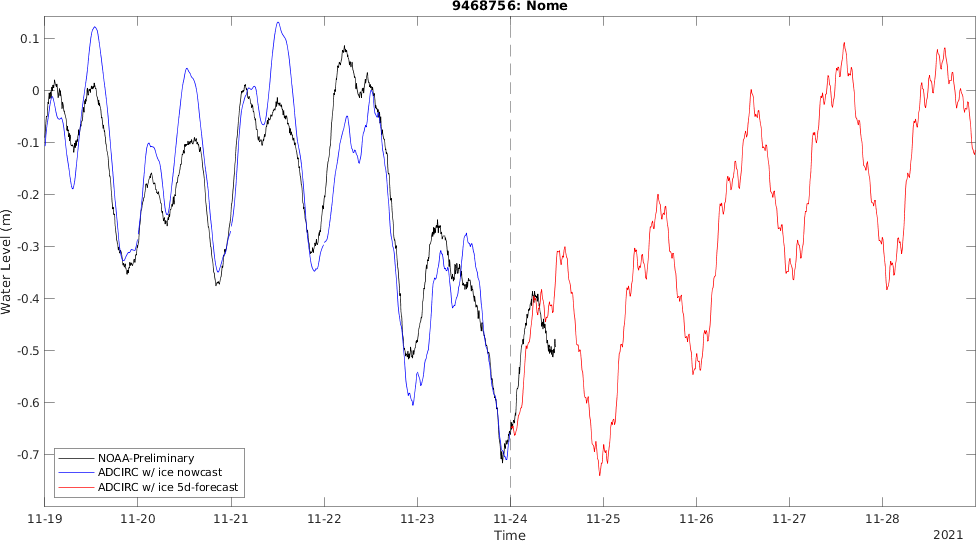 9468756: Nome
0.1
0
-0.1
-0.2
-0.3
-0.4
-0.5
-0.6
-0.7
Water Level (m)
NOAA-Preliminary
ADCIRC w/ ice nowcast
ADCIRC w/ ice 5d-forecast
11-19 11-20 11-21 11-22 11-23 11-24 11-25 11-26 11-27 11-28
Time
2021